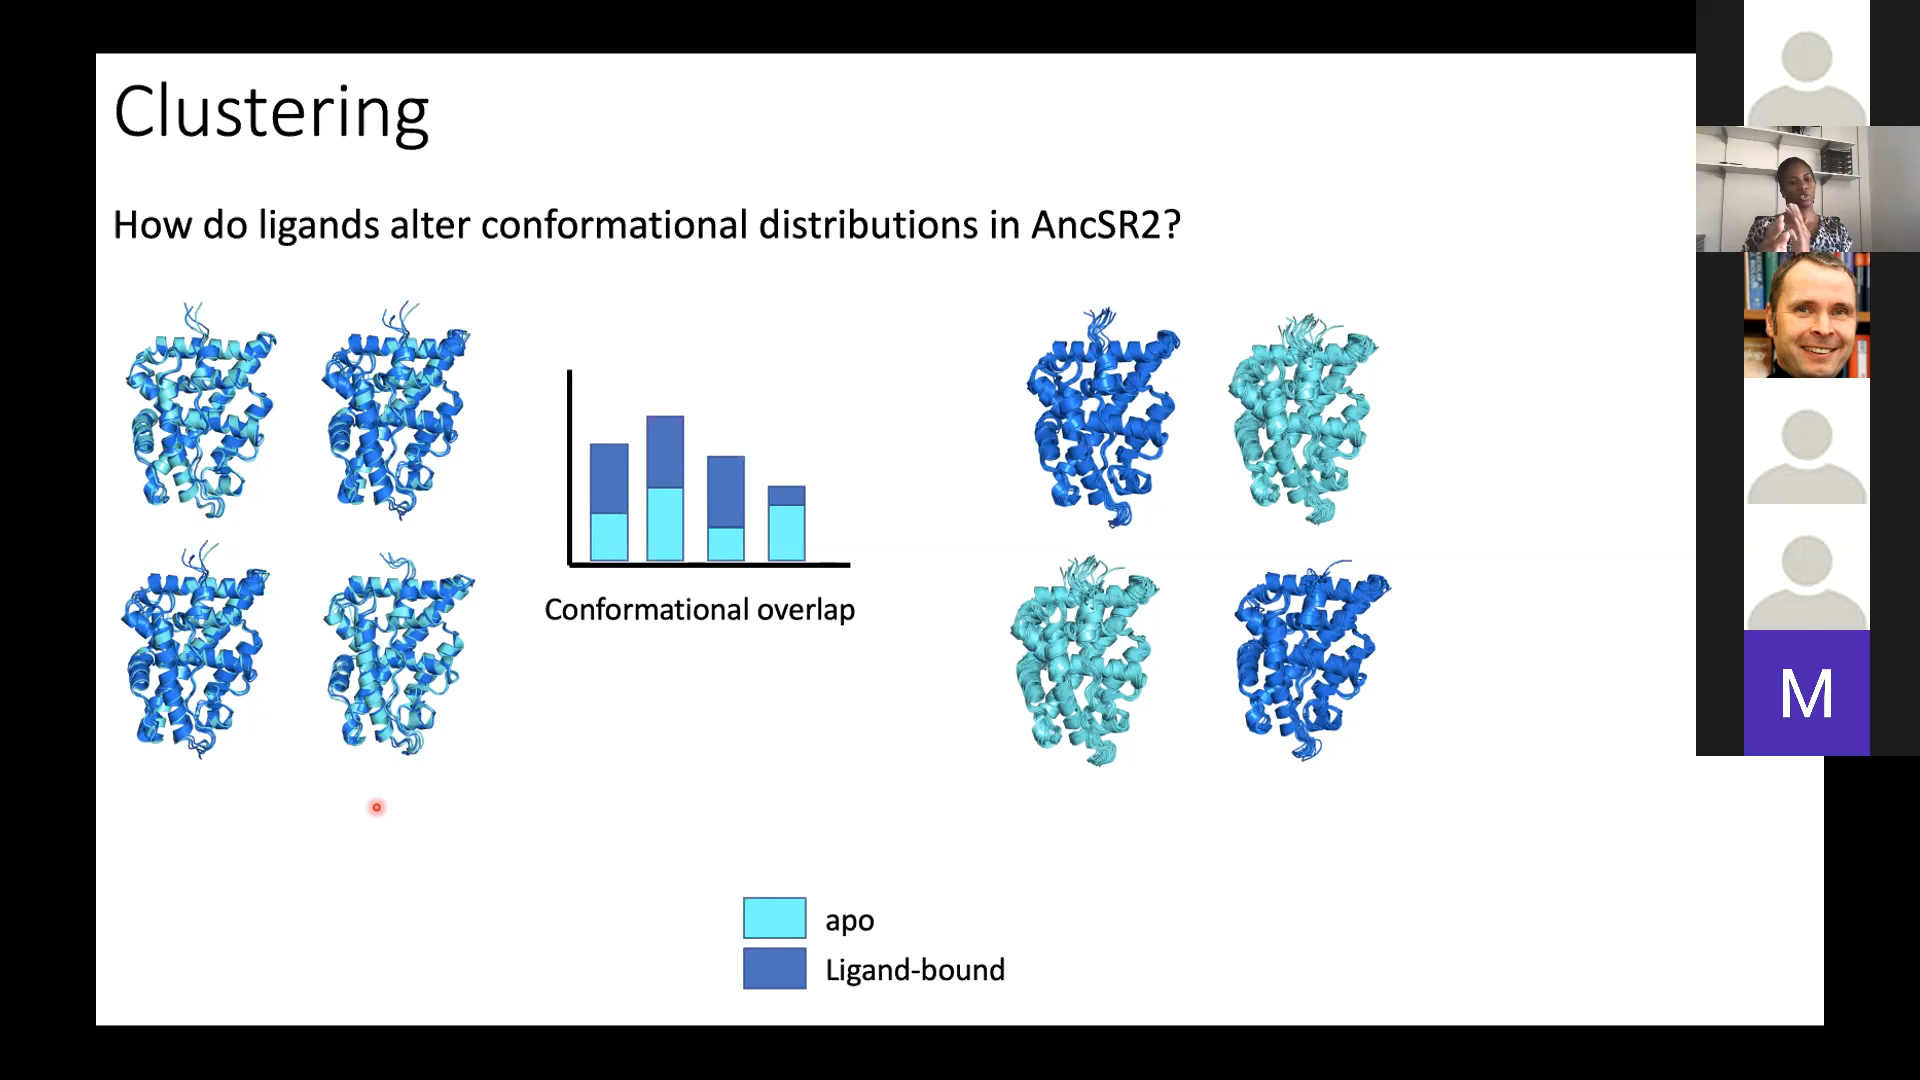 Clustering
How do ligands alter conformational distributions in AncSR2?
Conformational overlap
apo
Ligand-bound
M